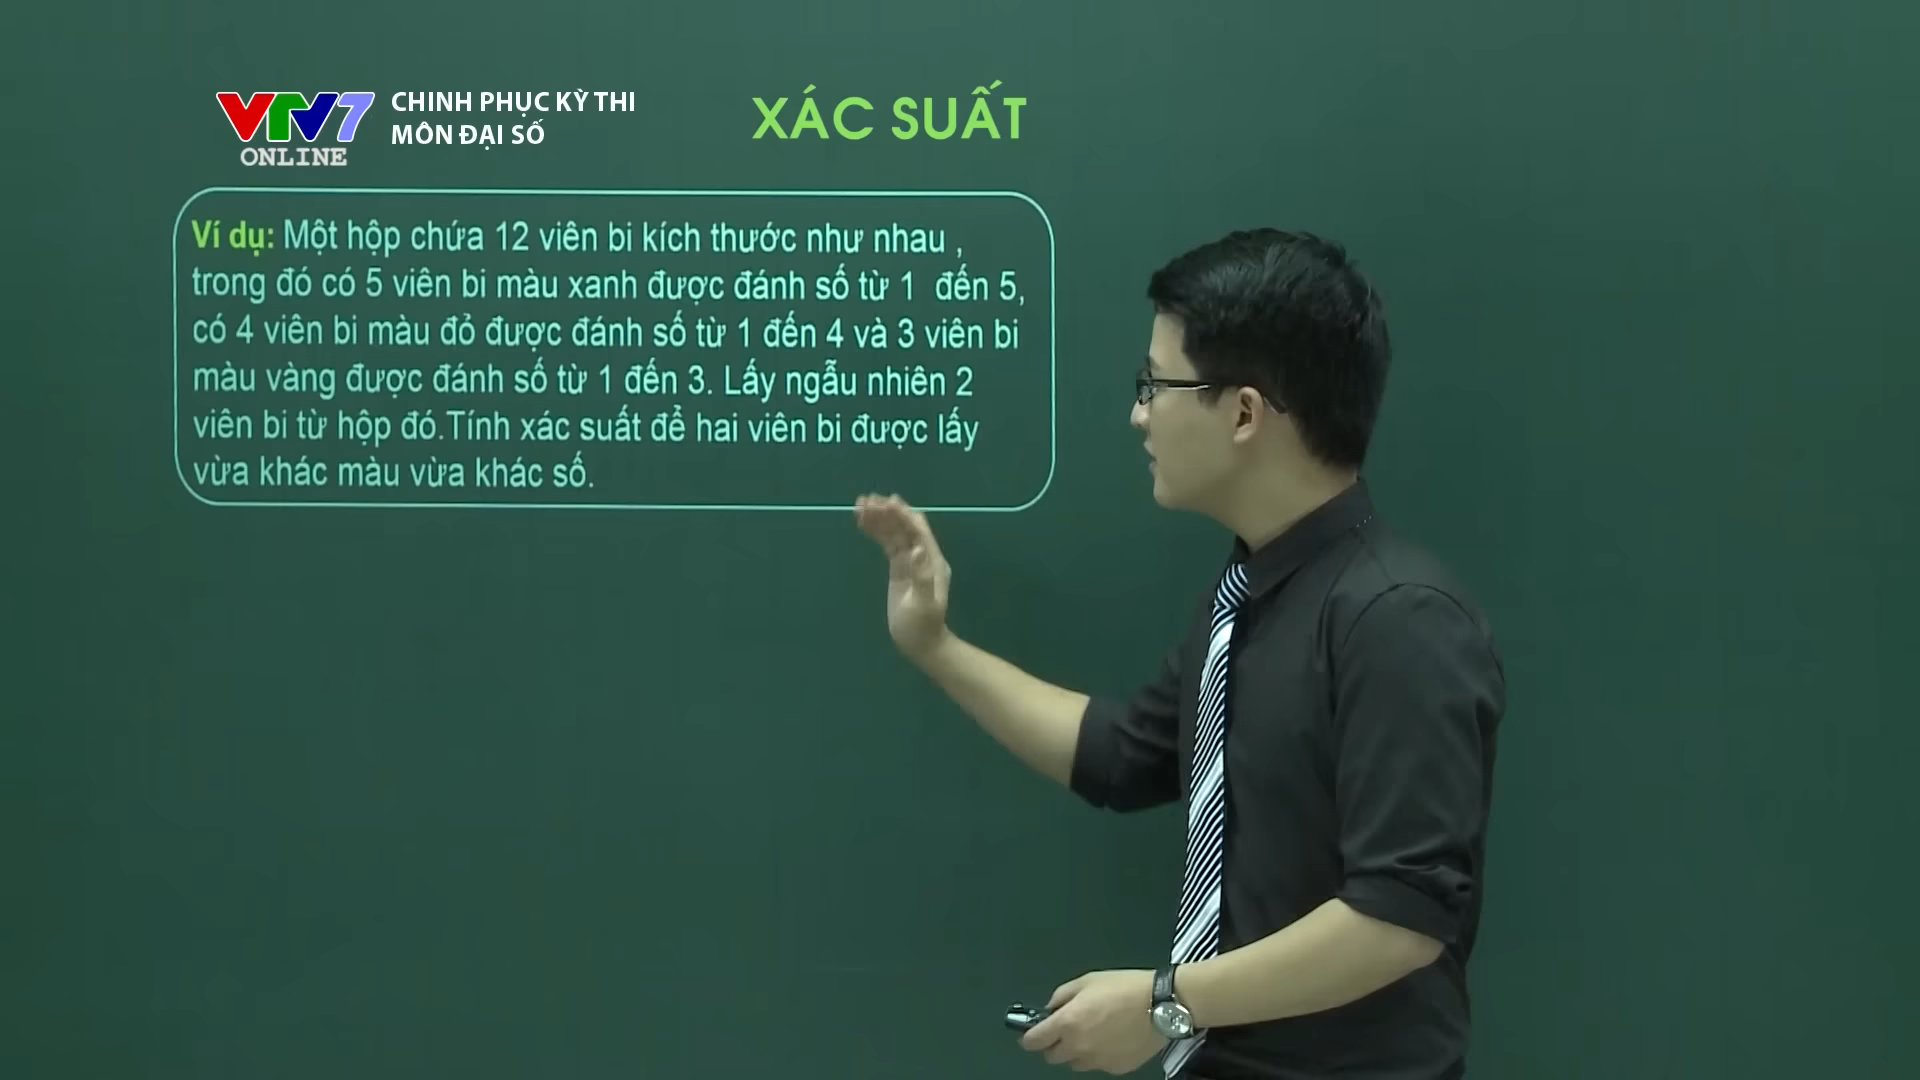 VTV7
ONLINE
CHINH PHỤC KỲ THI
MÔN ĐẠI SỐ
XÁC SUẤT
Ví dụ: Một hộp chứa 12 viên bi kích thước như nhau ,
trong đó có 5 viên bi màu xanh được đánh số từ 1 đến 5,
có 4 viên bi màu đỏ được đánh số từ 1 đến 4 và 3 viên bi
màu vàng được đánh số từ 1 đến 3. Lấy ngẫu nhiên 2
viên bi từ hộp đó.Tính xác suất để hai viên bi được lấy
vừa khác màu vừa khác số.